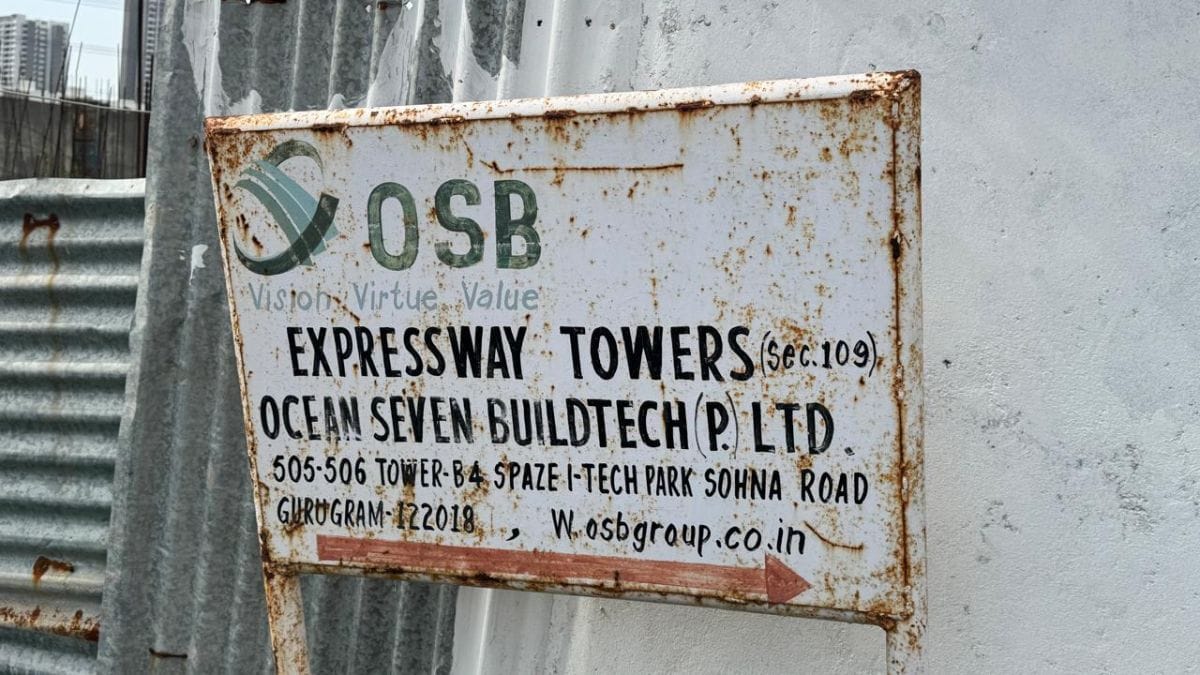 OSB
Vision Virtue Value
EXPRESSWAY TOWERS (Sec.109)
OCEAN SEVEN BUILDTECH (P.) LTD.
505-506 TOWER-B4 SPAZE I-TECH PARK SOHNA ROAD
GURUGRAM-122018 , W.osbgroup.co.in